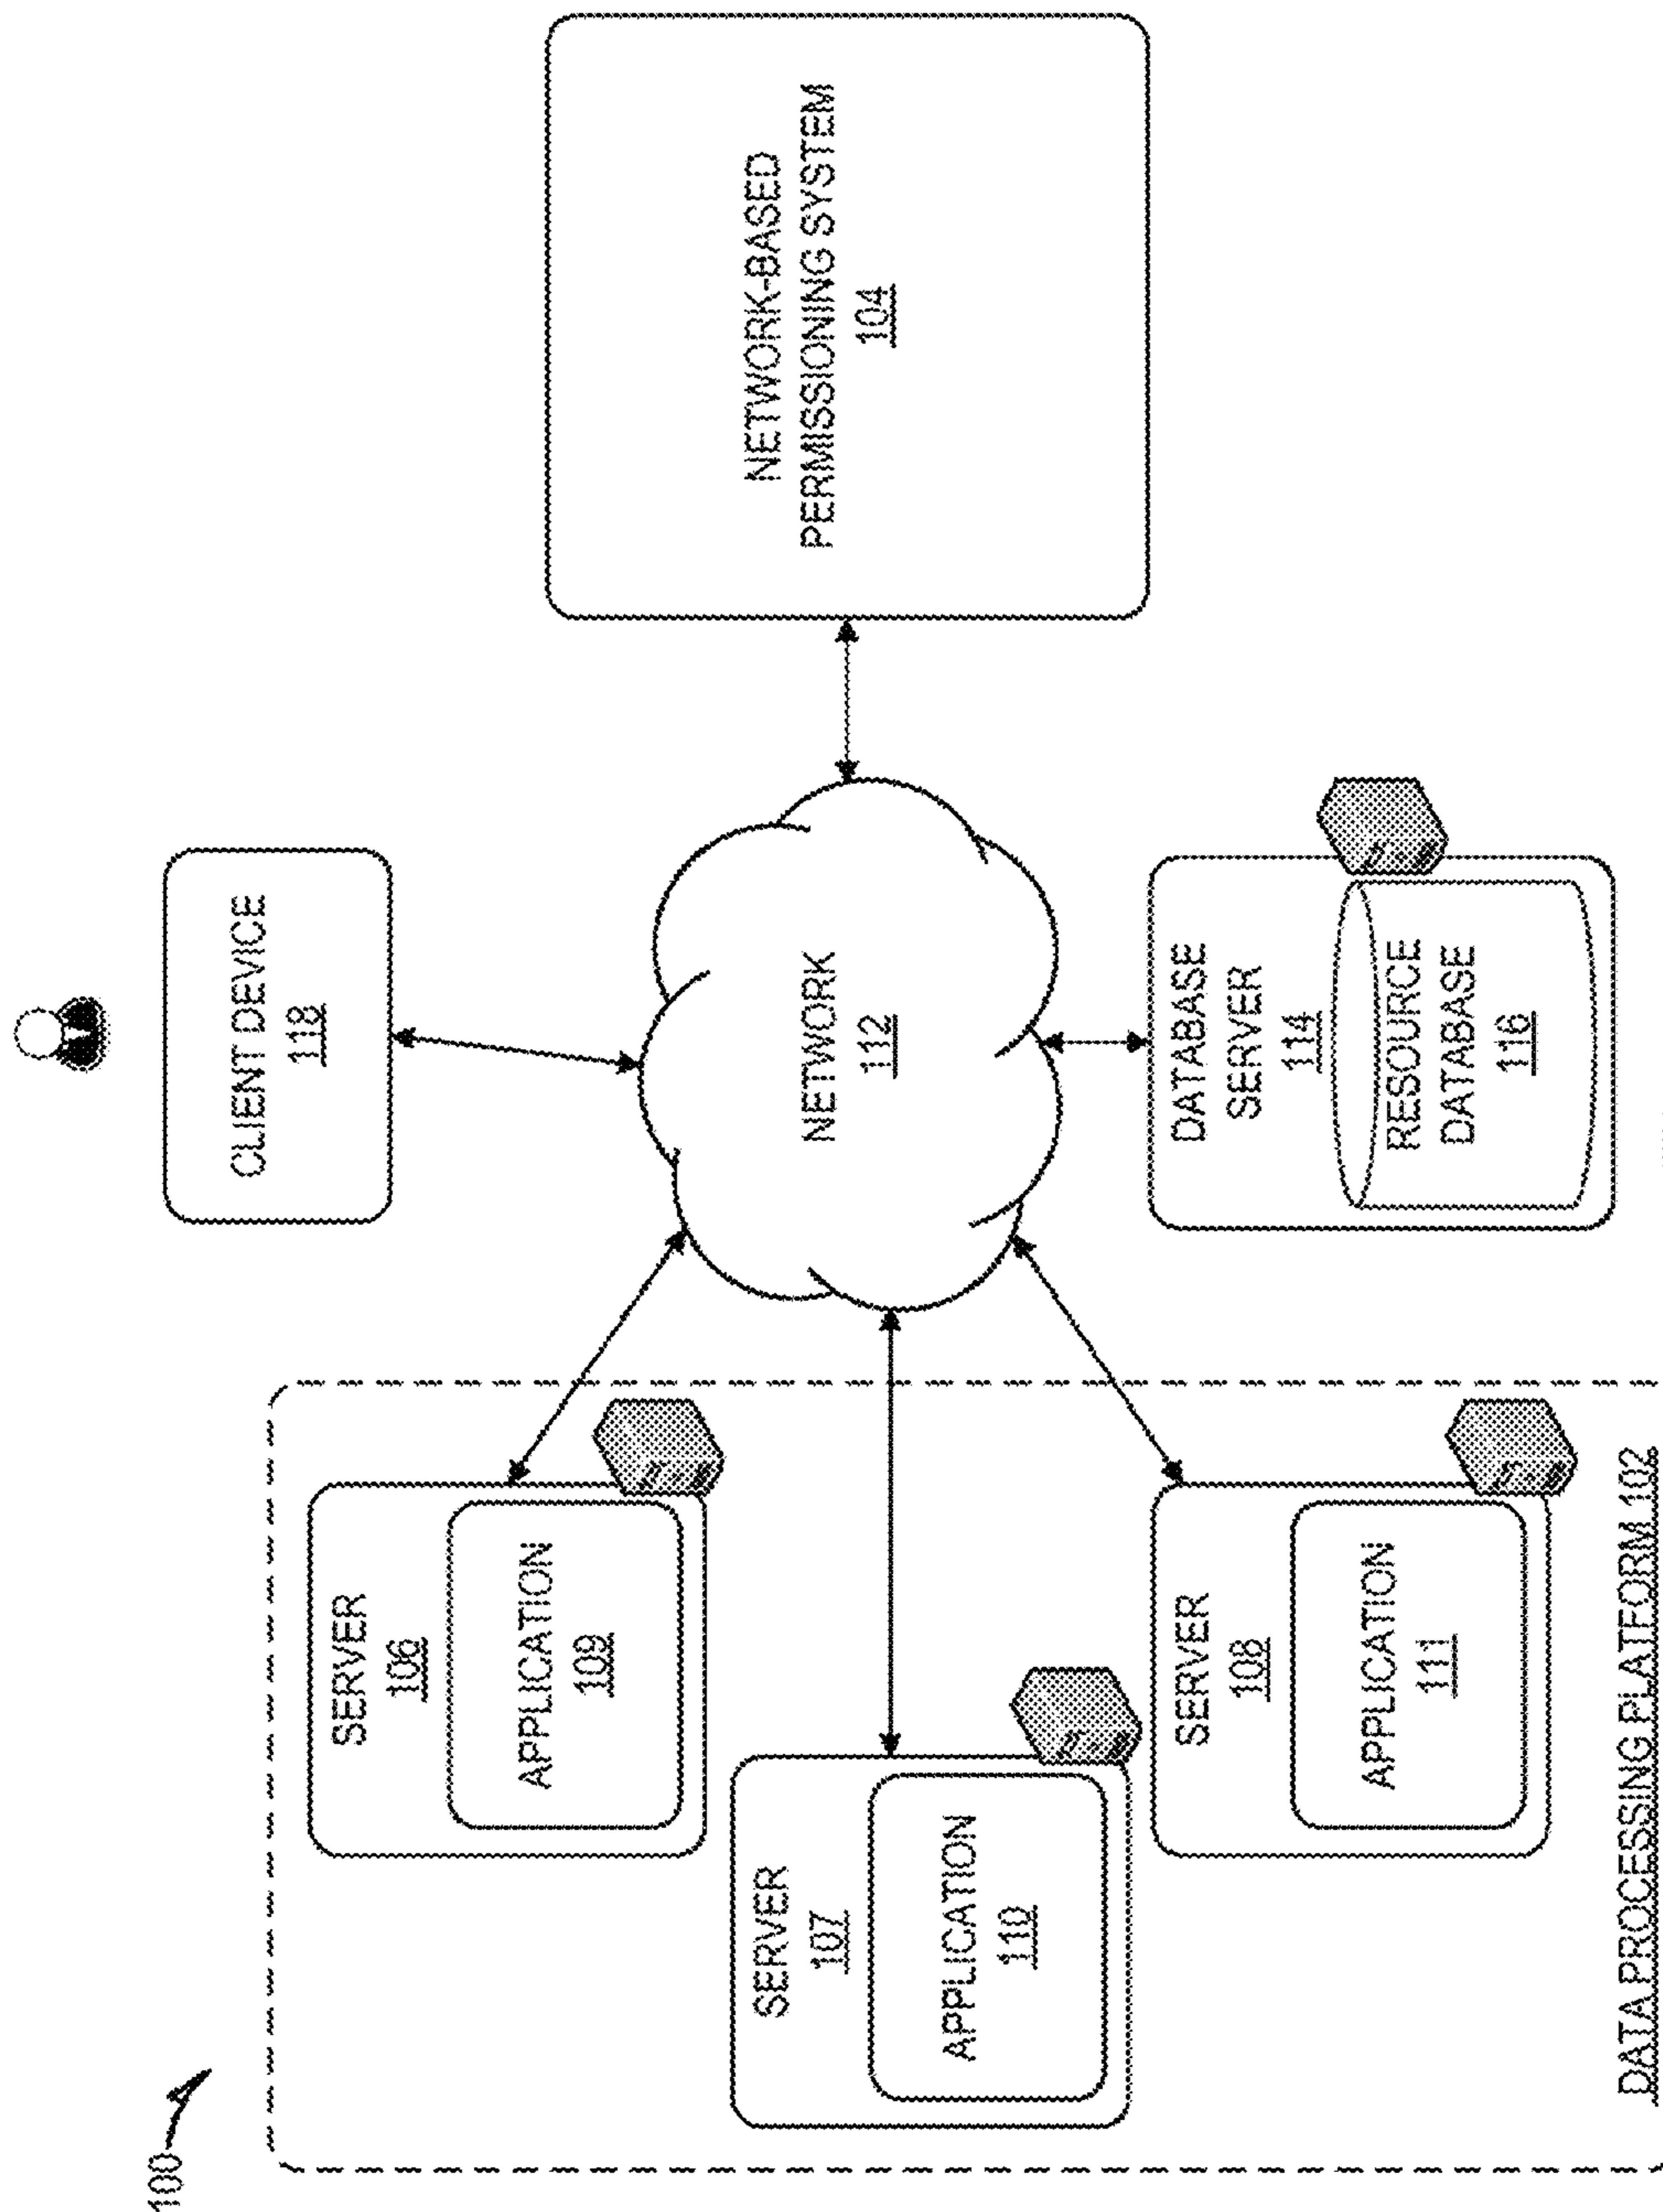 100
CLIENT DEVICE
118
SERVER
106
APPLICATION
109
SERVER
107
APPLICATION
110
SERVER
108
APPLICATION
111
DATA PROCESSING PLATFORM 102
NETWORK
112
DATABASE
SERVER
114
RESOURCE
DATABASE
116
NETWORK-BASED
PERMISSIONING SYSTEM
104